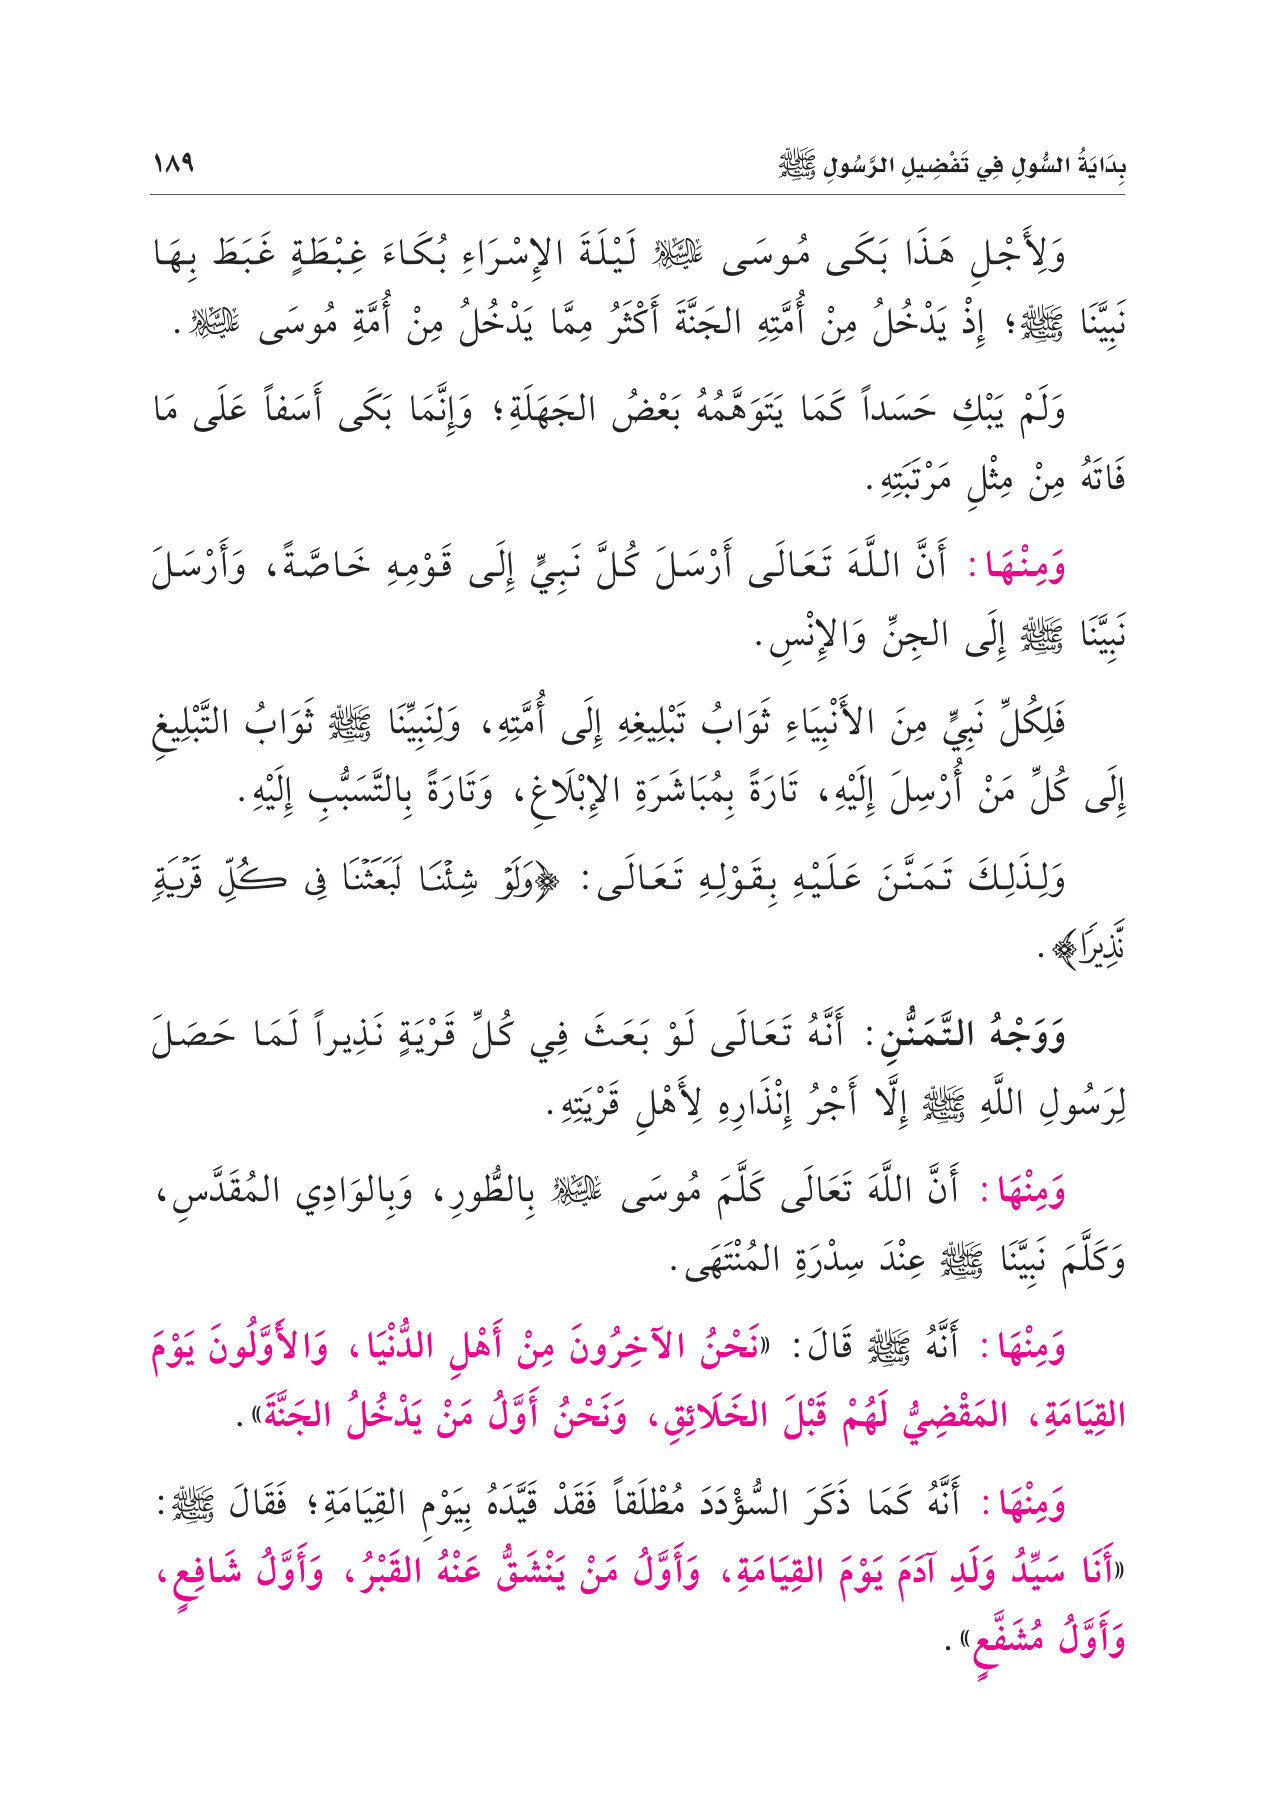 بِدَايَةُ السُّولِ فِي تَفْضِيلِ الرَّسُولِ ﷺ ١٨٩
وَلِأَجْلِ هَذَا بَكَى مُوسَى عَلَيْهِ السَّلَامُ لَيْلَةَ الإِسْرَاءِ بُكَاءَ غِبْطَةٍ غَبَطَ بِهَا
نَبِيَّنَا ﷺ؛ إِذْ يَدْخُلُ مِنْ أُمَّتِهِ الجَنَّةَ أَكْثَرُ مِمَّا يَدْخُلُ مِنْ أُمَّةِ مُوسَى عَلَيْهِ السَّلَامُ.
وَلَمْ يَبْكِ حَسَداً كَمَا يَتَوَهَّمُهُ بَعْضُ الجَهَلَةِ؛ وَإِنَّمَا بَكَى أَسَفاً عَلَى مَا
فَاتَهُ مِنْ مِثْلِ مَرْتَبَتِهِ.
وَمِنْهَا: أَنَّ اللَّهَ تَعَالَى أَرْسَلَ كُلَّ نَبِيٍّ إِلَى قَوْمِهِ خَاصَّةً، وَأَرْسَلَ
نَبِيَّنَا ﷺ إِلَى الجِنِّ وَالإِنْسِ.
فَلِكُلِّ نَبِيٍّ مِنَ الأَنْبِيَاءِ ثَوَابُ تَبْلِيغِهِ إِلَى أُمَّتِهِ، وَلِنَبِيِّنَا ﷺ ثَوَابُ التَّبْلِيغِ
إِلَى كُلِّ مَنْ أُرْسِلَ إِلَيْهِ، تَارَةً بِمُبَاشَرَةِ الإِبْلَاغِ، وَتَارَةً بِالتَّسَبُّبِ إِلَيْهِ.
وَلِذَلِكَ تَمَنَّنَ عَلَيْهِ بِقَوْلِهِ تَعَالَى: ﴿وَلَوۡ شِئۡنَا لَبَعَثۡنَا فِي كُلِّ قَرۡيَةٖ
نَّذِيرٗا﴾.
وَوَجْهُ التَّمَنُّنِ: أَنَّهُ تَعَالَى لَوْ بَعَثَ فِي كُلِّ قَرْيَةٍ نَذِيراً لَمَا حَصَلَ
لِرَسُولِ اللَّهِ ﷺ إِلَّا أَجْرُ إِنْذَارِهِ لِأَهْلِ قَرْيَتِهِ.
وَمِنْهَا: أَنَّ اللَّهَ تَعَالَى كَلَّمَ مُوسَى عَلَيْهِ السَّلَامُ بِالطُّورِ، وَبِالوَادِي المُقَدَّسِ،
وَكَلَّمَ نَبِيَّنَا ﷺ عِنْدَ سِدْرَةِ المُنْتَهَى.
وَمِنْهَا: أَنَّهُ ﷺ قَالَ: «نَحْنُ الآخِرُونَ مِنْ أَهْلِ الدُّنْيَا، وَالأَوَّلُونَ يَوْمَ
القِيَامَةِ، المَقْضِيُّ لَهُمْ قَبْلَ الخَلَائِقِ، وَنَحْنُ أَوَّلُ مَنْ يَدْخُلُ الجَنَّةَ».
وَمِنْهَا: أَنَّهُ كَمَا ذَكَرَ السُّؤْدَدَ مُطْلَقاً فَقَدْ قَيَّدَهُ بِيَوْمِ القِيَامَةِ؛ فَقَالَ ﷺ:
«أَنَا سَيِّدُ وَلَدِ آدَمَ يَوْمَ القِيَامَةِ، وَأَوَّلُ مَنْ يَنْشَقُّ عَنْهُ القَبْرُ، وَأَوَّلُ شَافِعٍ،
وَأَوَّلُ مُشَفَّعٍ».